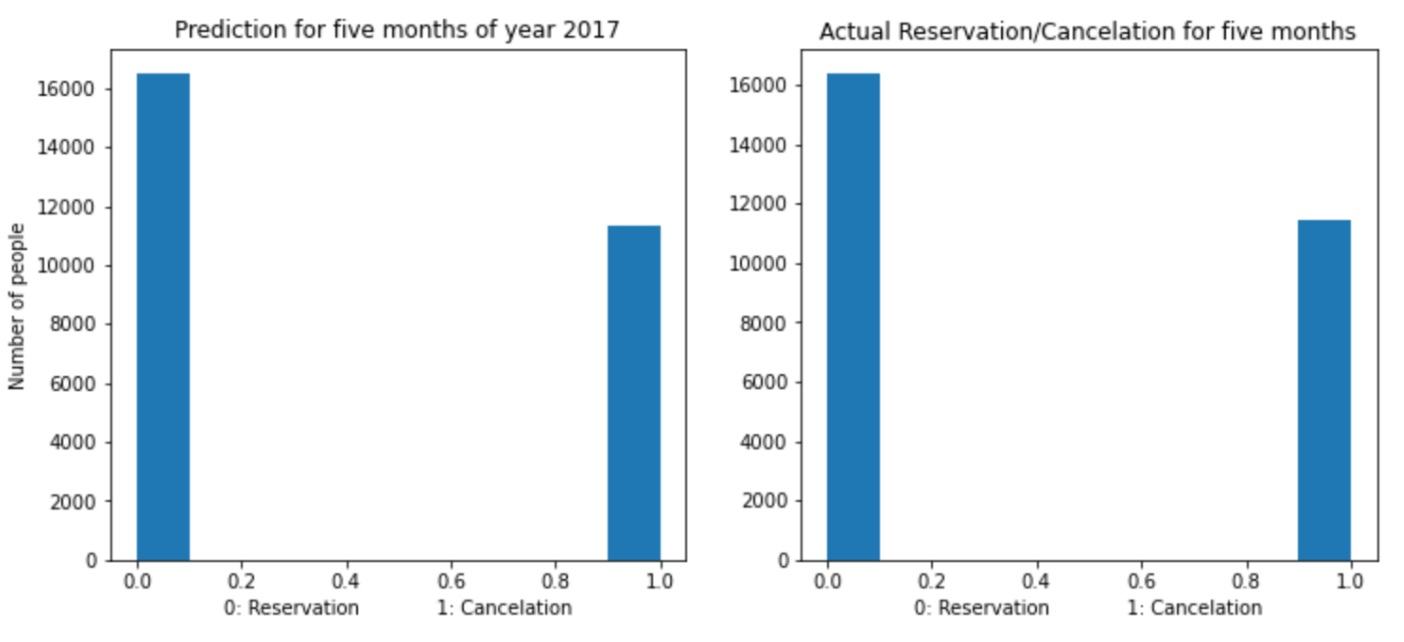 Prediction for five months of year 2017
Number of people
16000
14000
12000
10000
8000
6000
4000
2000
0
0.0 0.2 0.4 0.6 0.8 1.0
0: Reservation 1: Cancelation
Actual Reservation/Cancelation for five months
16000
14000
12000
10000
8000
6000
4000
2000
0
0.0 0.2 0.4 0.6 0.8 1.0
0: Reservation 1: Cancelation